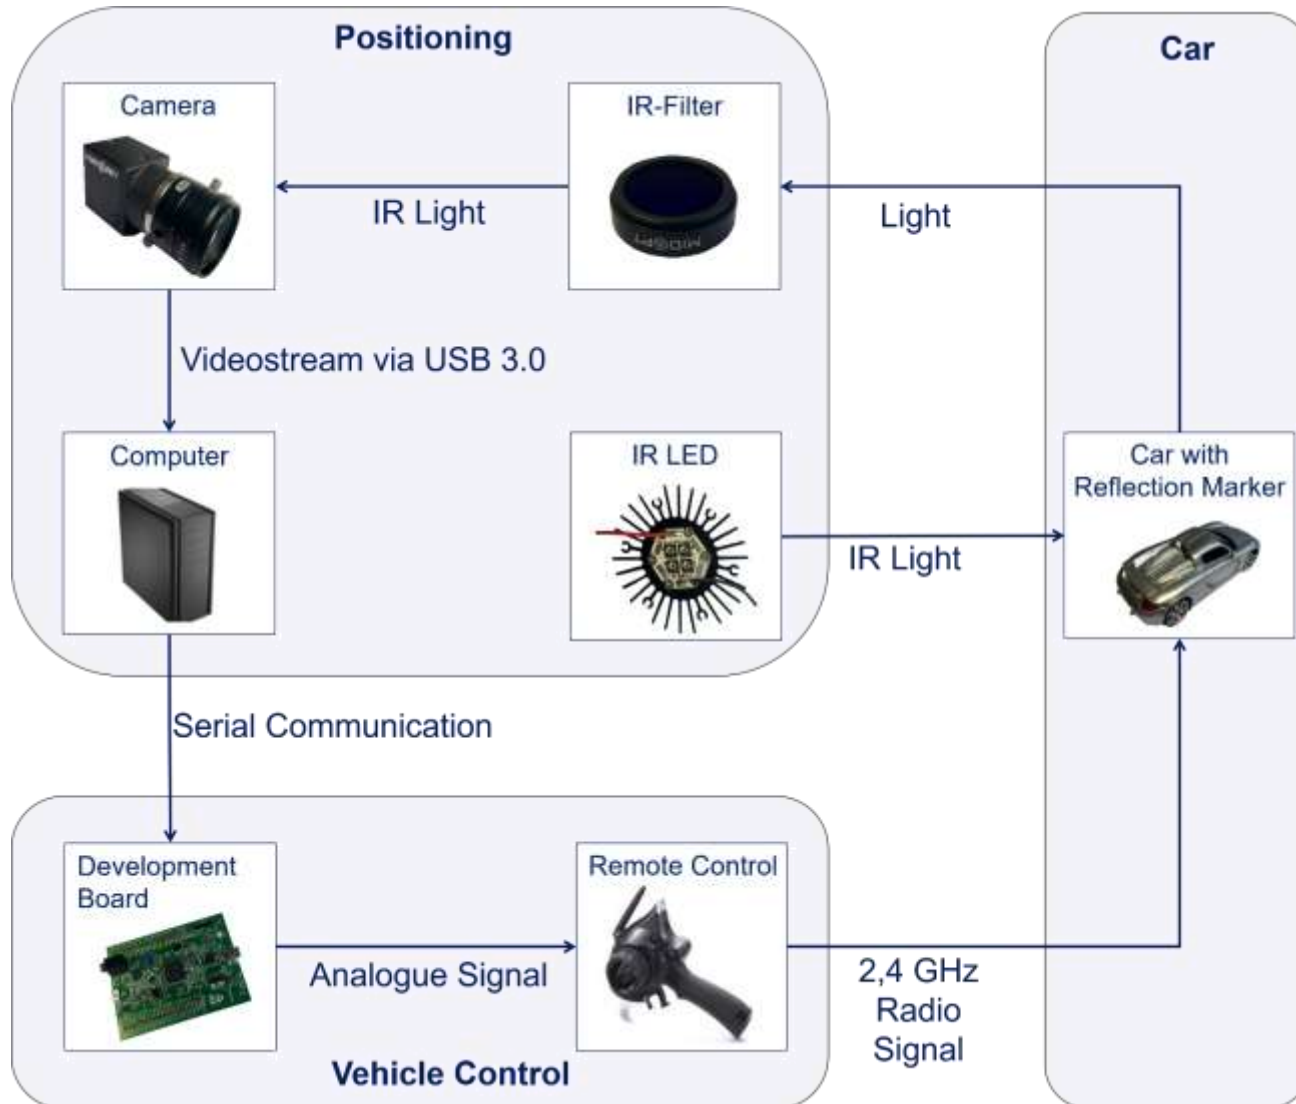 Positioning
Car
Camera
IR-Filter
IR Light
Light
Videostream via USB 3.0
Computer
IR LED
Car with
Reflection Marker
IR Light
Serial Communication
Development
Board
Remote Control
Analogue Signal
2,4 GHz
Radio
Signal
Vehicle Control